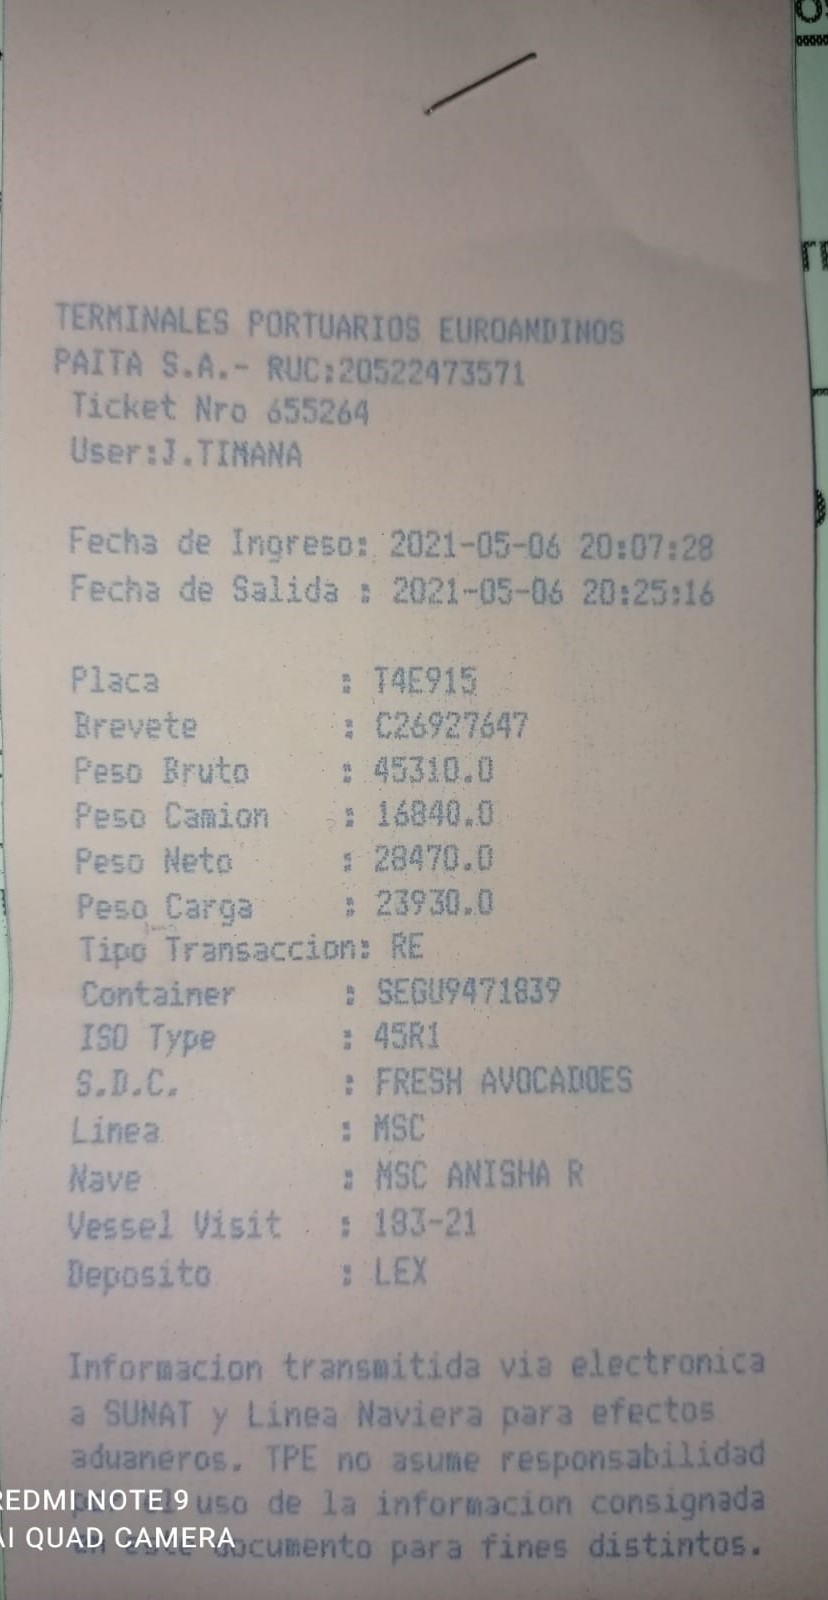 TERMINALES PORTUARIOS EUROANDINOS
PAITA S.A.- RUC:20522473571
Ticket Nro 655264
User:J.TIMANA
Fecha de Ingreso: 2021-05-06 20:07:28
Fecha de Salida : 2021-05-06 20:25:16
Placa : T4E915
Brevete : C26927647
Peso Bruto : 45310.0
Peso Camion : 16840.0
Peso Neto : 28470.0
Peso Carga : 23930.0
Tipo Transaccion: RE
Container : SEGU9471839
ISO Type : 45R1
S.D.C. : FRESH AVOCADOES
Linea : MSC
Nave : MSC ANISHA R
Vessel Visit : 183-21
Deposito : LEX
Informacion transmitida via electronica
a SUNAT y Linea Naviera para efectos
aduaneros. TPE no asume responsabilidad
uso de la informacion consignada
documento para fines distintos.
REDMI NOTE 9
AI QUAD CAMERA